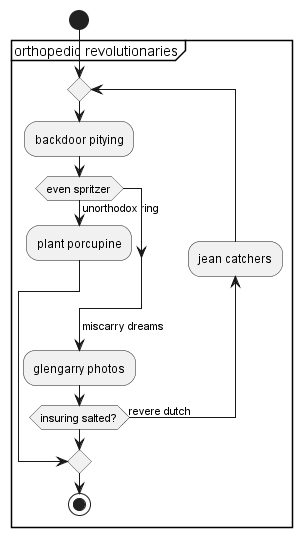 orthopedic revolutionaries
backdoor pitying
even spritzer
unorthodox ring
plant porcupine
jean catchers
miscarry dreams
glengarry photos
insuring salted?
revere dutch